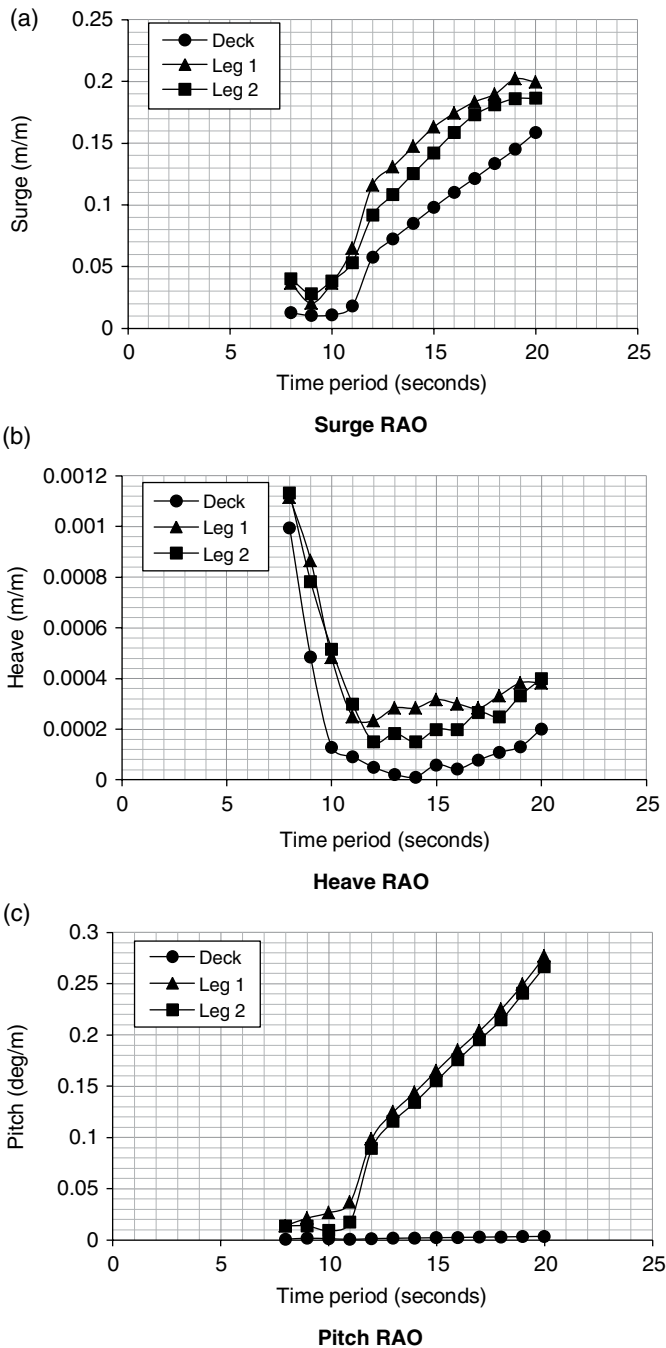 (a)
0.25
0.2
0.15
0.1
0.05
0
Surge (m/m)
Deck
Leg 1
Leg 2
0 5 10 15 20 25
Time period (seconds)
Surge RAO
(b)
0.0012
0.001
0.0008
0.0006
0.0004
0.0002
0
Heave (m/m)
Deck
Leg 1
Leg 2
0 5 10 15 20 25
Time period (seconds)
Heave RAO
(c)
0.3
0.25
0.2
0.15
0.1
0.05
0
Pitch (deg/m)
Deck
Leg 1
Leg 2
0 5 10 15 20 25
Time period (seconds)
Pitch RAO